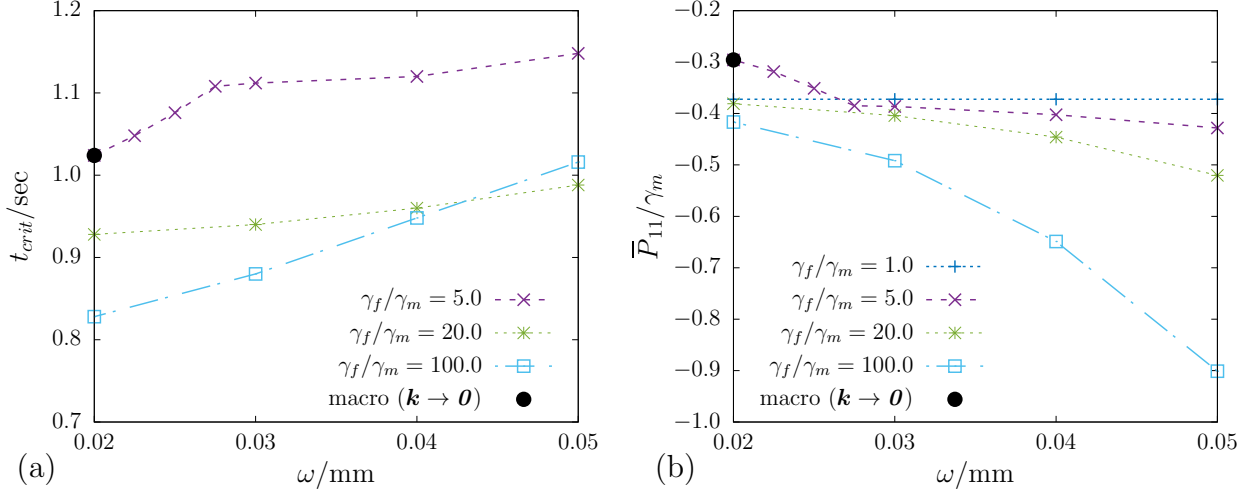 1.2
1.1
1.0
0.9
0.8
0.7
t_{crit}/sec
0.02 0.03 0.04 0.05
ω/mm
γ_f/γ_m = 5.0
γ_f/γ_m = 20.0
γ_f/γ_m = 100.0
macro (k → 0)
(a)
−0.2
−0.3
−0.4
−0.5
−0.6
−0.7
−0.8
−0.9
−1.0
P̅_{11}/γ_m
0.02 0.03 0.04 0.05
ω/mm
γ_f/γ_m = 1.0
γ_f/γ_m = 5.0
γ_f/γ_m = 20.0
γ_f/γ_m = 100.0
macro (k → 0)
(b)